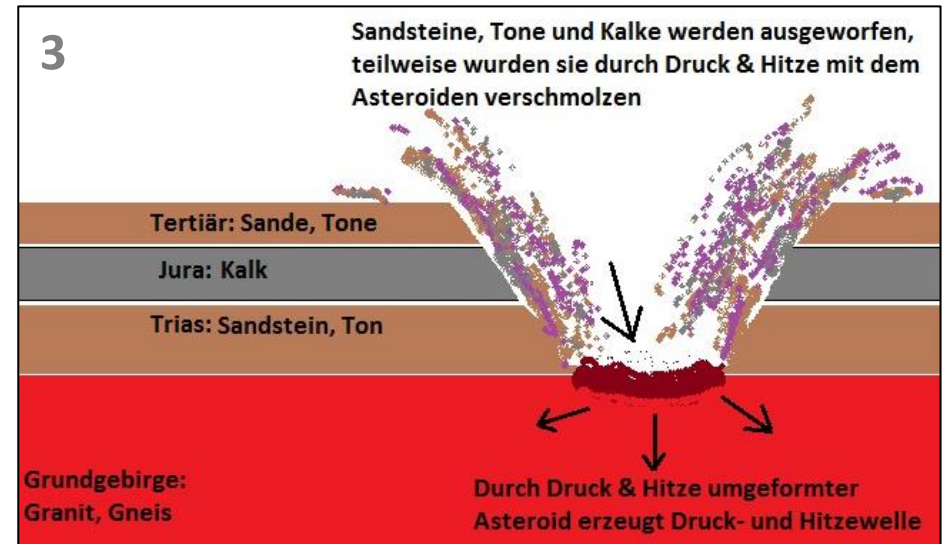 3
Sandsteine, Tone und Kalke werden ausgeworfen,
teilweise wurden sie durch Druck & Hitze mit dem
Asteroiden verschmolzen
Tertiär: Sande, Tone
Jura: Kalk
Trias: Sandstein, Ton
Grundgebirge:
Granit, Gneis
Durch Druck & Hitze umgeformter
Asteroid erzeugt Druck- und Hitzewelle